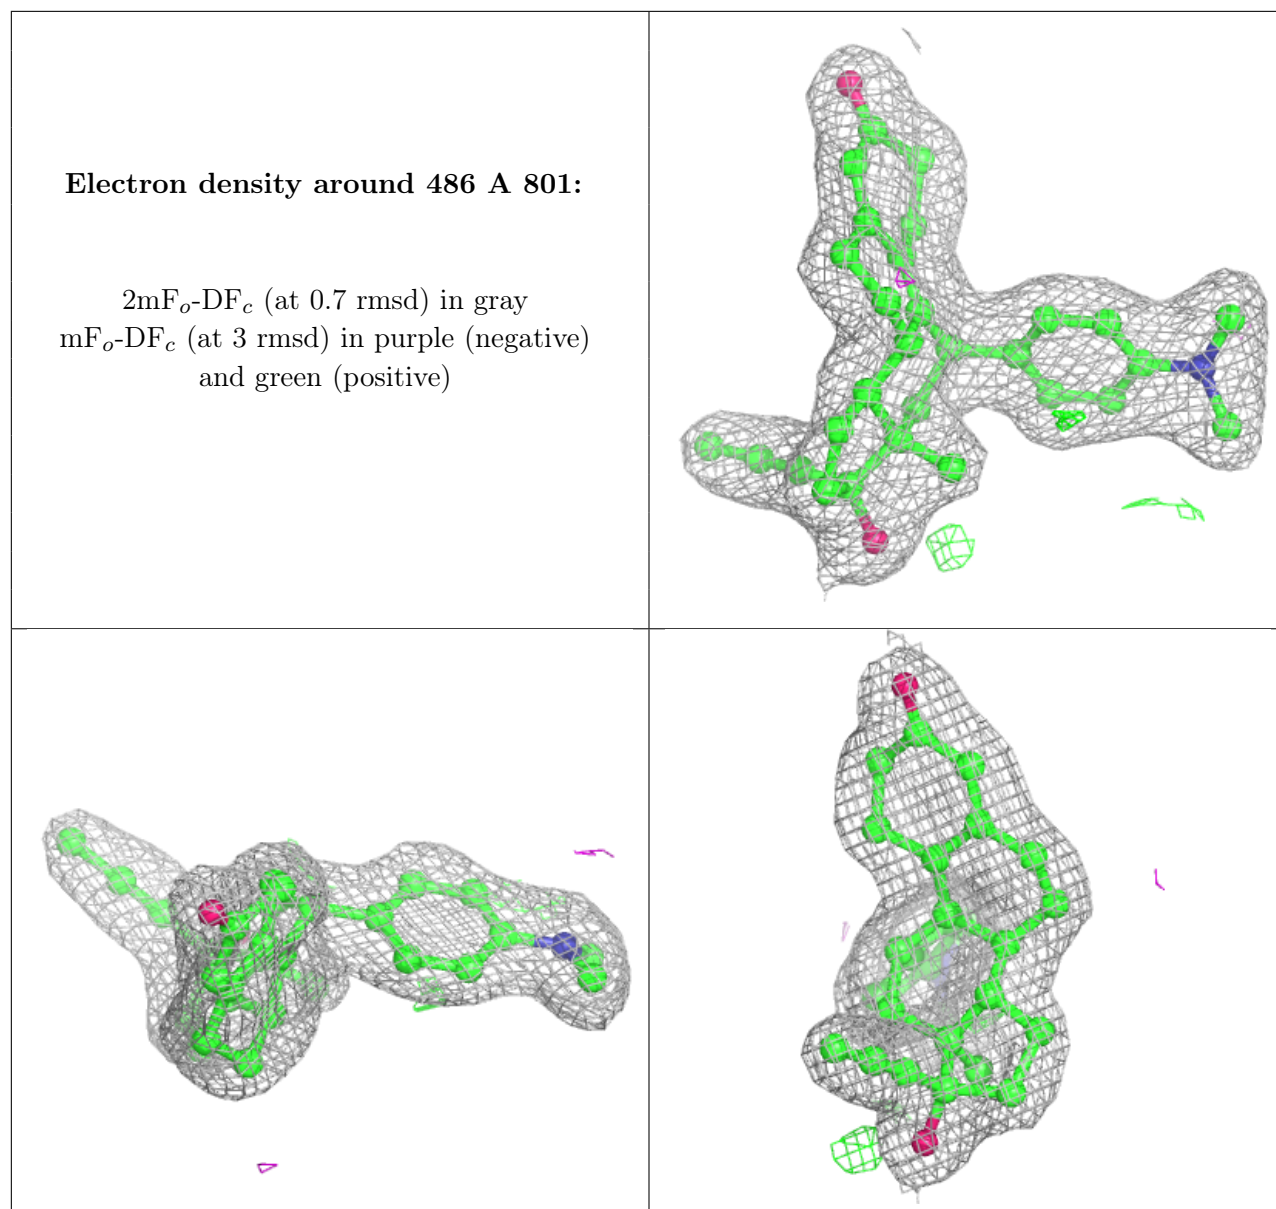 Electron density around 486 A 801:
2mFo-DFc (at 0.7 rmsd) in gray
mFo-DFc (at 3 rmsd) in purple (negative)
and green (positive)